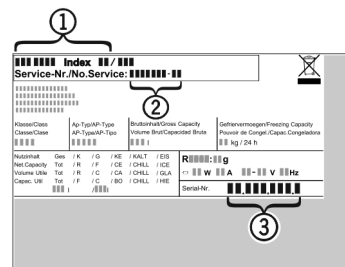 1
Index /
Service-Nr./No.Service: -
2
Klasse/Class
Classe/Clase
Ap-Typ/AP-Type
AP-Type/AP-Tipo
Bruttoinhalt/Gross Capacity
Volume Brut/Capacidad Bruta
l
Gefriervermoegen/Freezing Capacity
Pouvoir de Congel./Capac.Congeladora
kg / 24 h
Nutzinhalt Ges / K / G / KE / KALT / EIS
Net.Capacity Tot / R / F / CE / CHILL / ICE
Volume Utile Tot / R / C / CA / CHILL / GLA
Capac. Util Tot / F / C / BO / CHILL / HIE
l / l
R : g
W A - V Hz
Serial-Nr. . . .
3